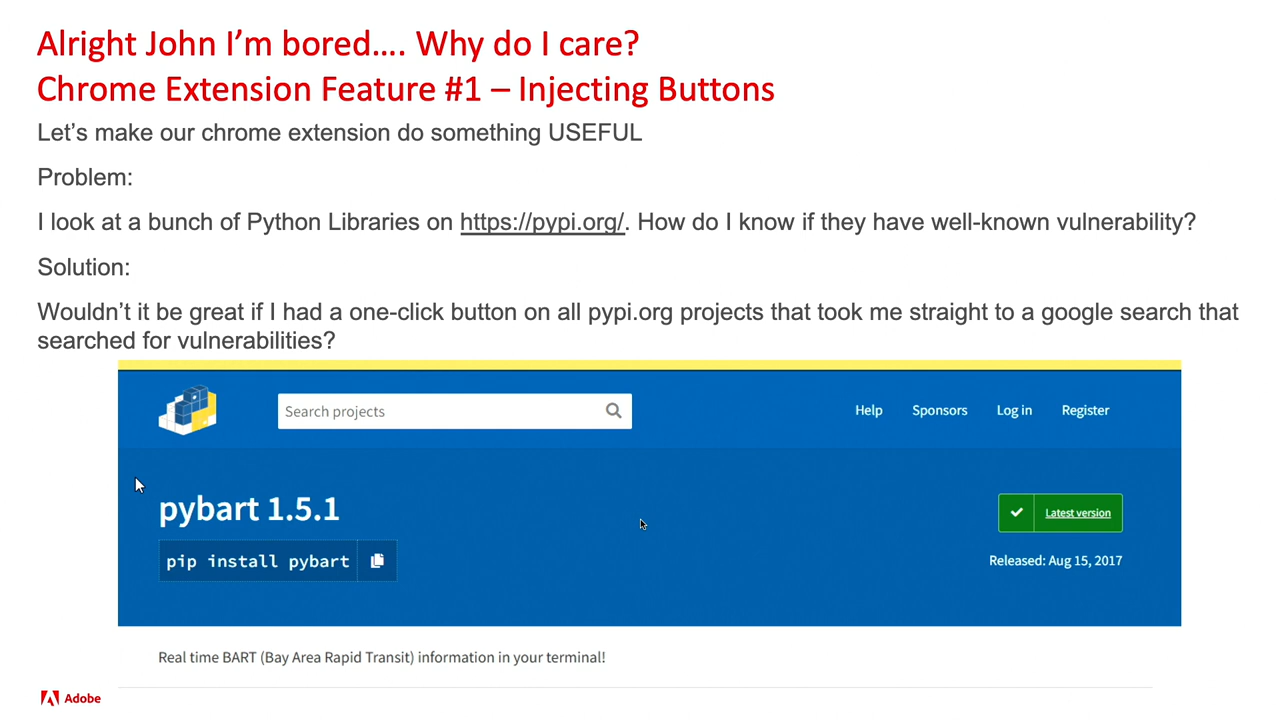 Alright John I’m bored…. Why do I care?
Chrome Extension Feature #1 – Injecting Buttons
Let’s make our chrome extension do something USEFUL
Problem:
I look at a bunch of Python Libraries on https://pypi.org/. How do I know if they have well-known vulnerability?
Solution:
Wouldn’t it be great if I had a one-click button on all pypi.org projects that took me straight to a google search that
searched for vulnerabilities?
Search projects
Help Sponsors Log in Register
pybart 1.5.1
Latest version
pip install pybart
Released: Aug 15, 2017
Real time BART (Bay Area Rapid Transit) information in your terminal!
Adobe